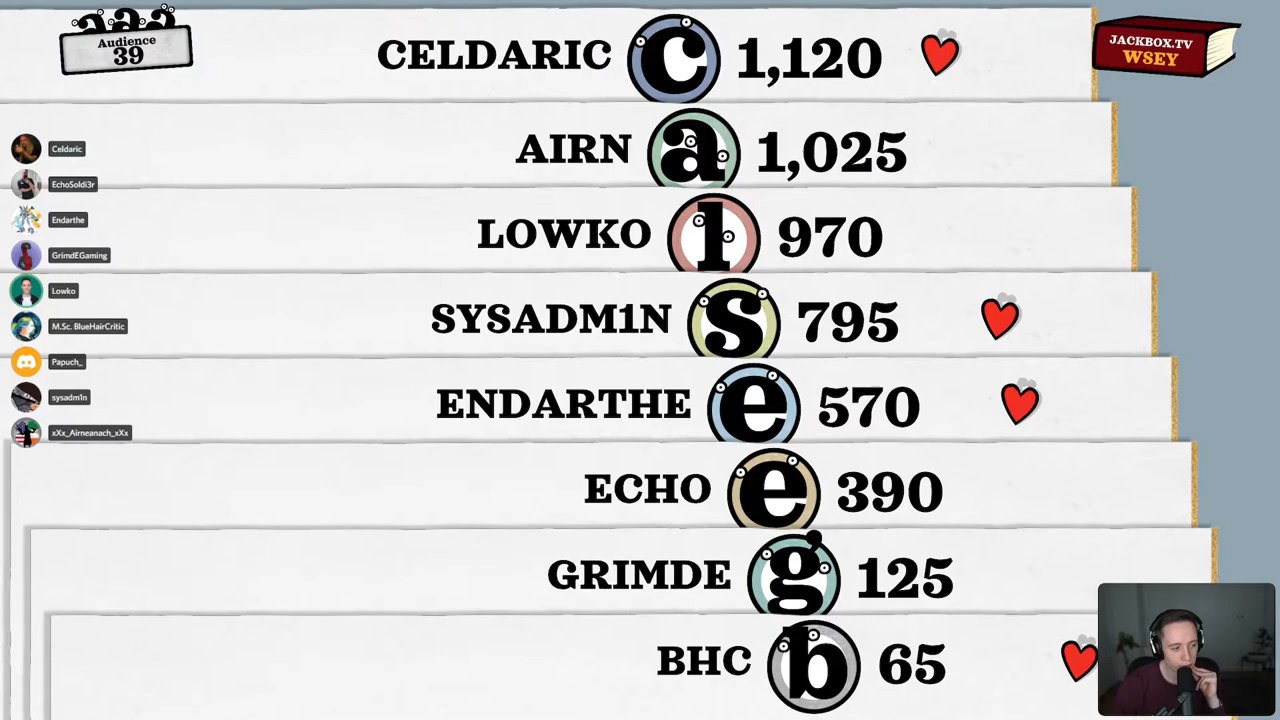 Audience
39
JACKBOX.TV
WSEY
CELDARIC c 1,120
AIRN a 1,025
LOWKO l 970
SYSADM1N s 795
ENDARTHE e 570
ECHO e 390
GRIMDE g 125
BHC b 65
Celdaric
EchoSoldi3r
Endarthe
GrimdEGaming
Lowko
M.Sc. BlueHairCritic
Papuch_
sysadm1n
xXx_Airneanach_xXx